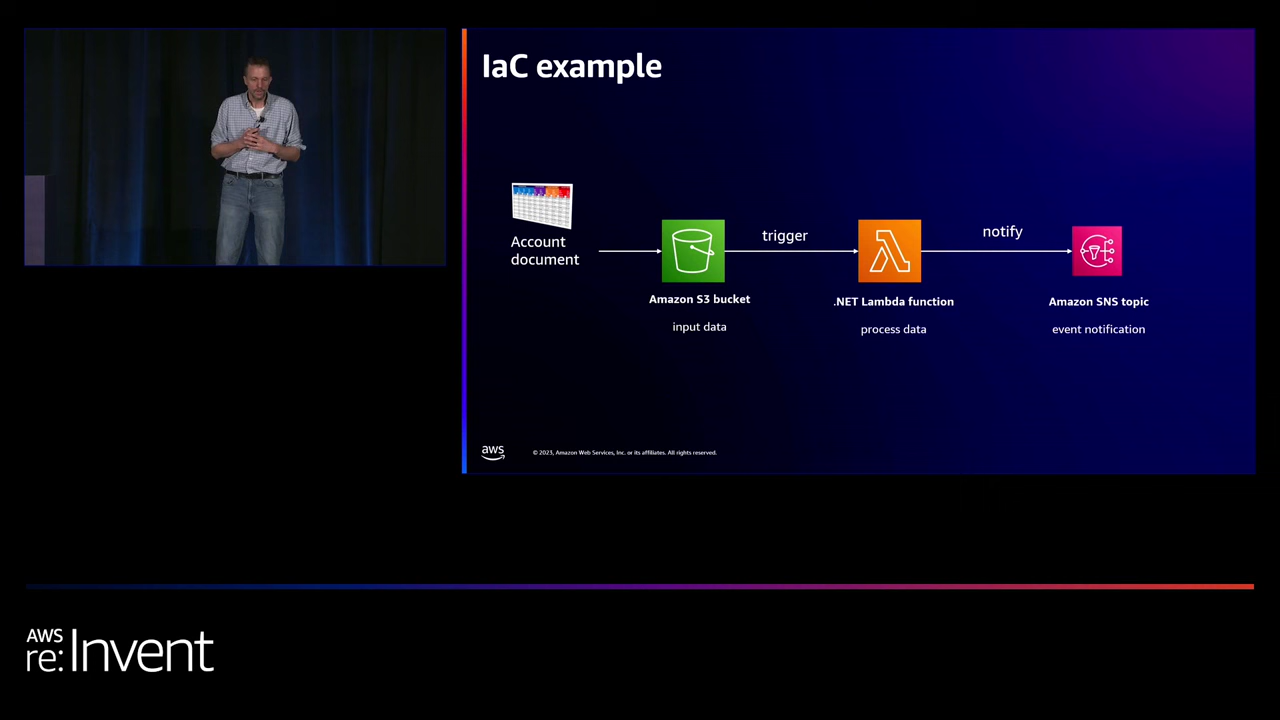 IaC example
Account
document
trigger
notify
Amazon S3 bucket
input data
.NET Lambda function
process data
Amazon SNS topic
event notification
aws
© 2023, Amazon Web Services, Inc. or its affiliates. All rights reserved.
AWS
re:Invent